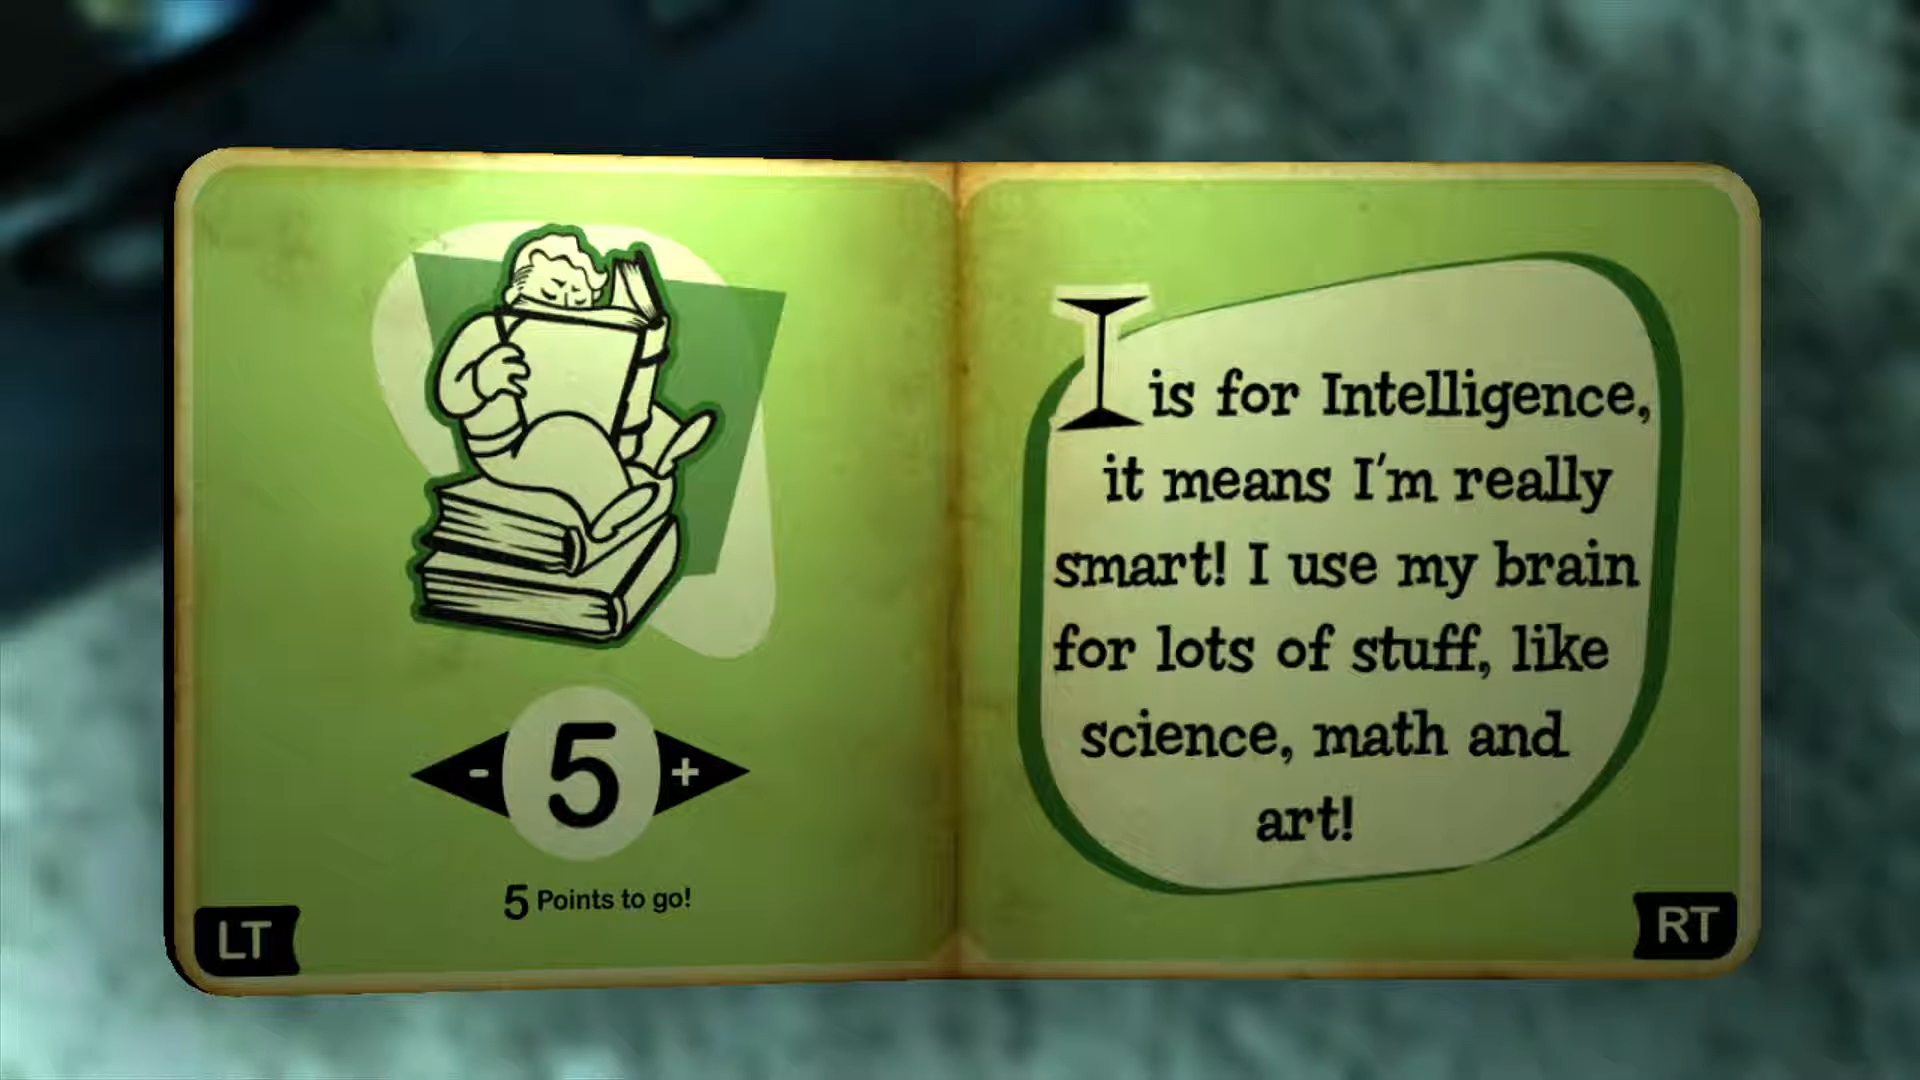 - 5 +
5 Points to go!
LT
I is for Intelligence,
it means I'm really
smart! I use my brain
for lots of stuff, like
science, math and
art!
RT